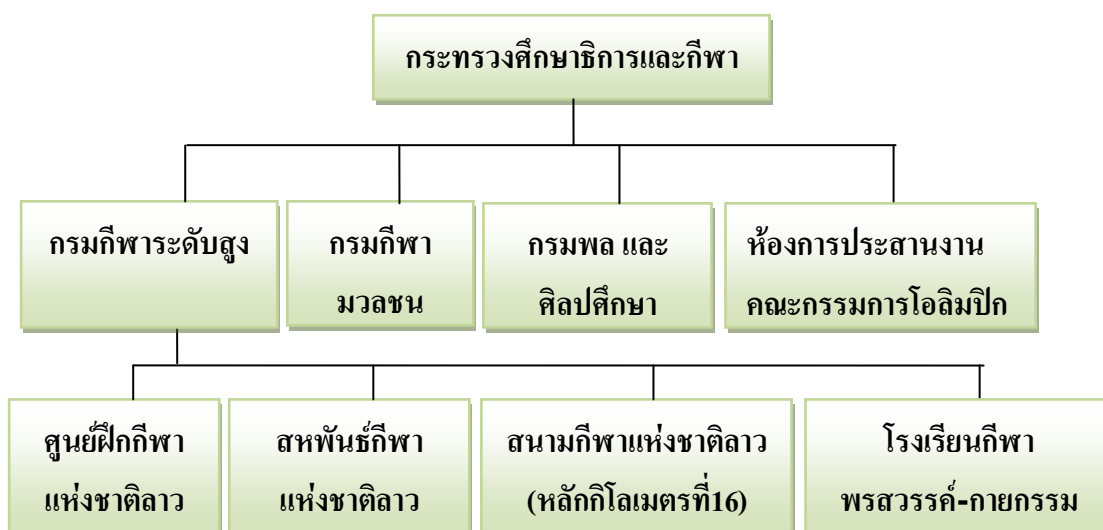 กระทรวงศึกษาธิการและกีฬา
กรมกีฬาระดับสูง
กรมกีฬา
มวลชน
กรมพล และ
ศิลปศึกษา
ห้องการประสานงาน
คณะกรรมการโอลิมปิก
ศูนย์ฝึกกีฬา
แห่งชาติลาว
สหพันธ์กีฬา
แห่งชาติลาว
สนามกีฬาแห่งชาติลาว
(หลักกิโลเมตรที่16)
โรงเรียนกีฬา
พรสวรรค์-กายกรรม